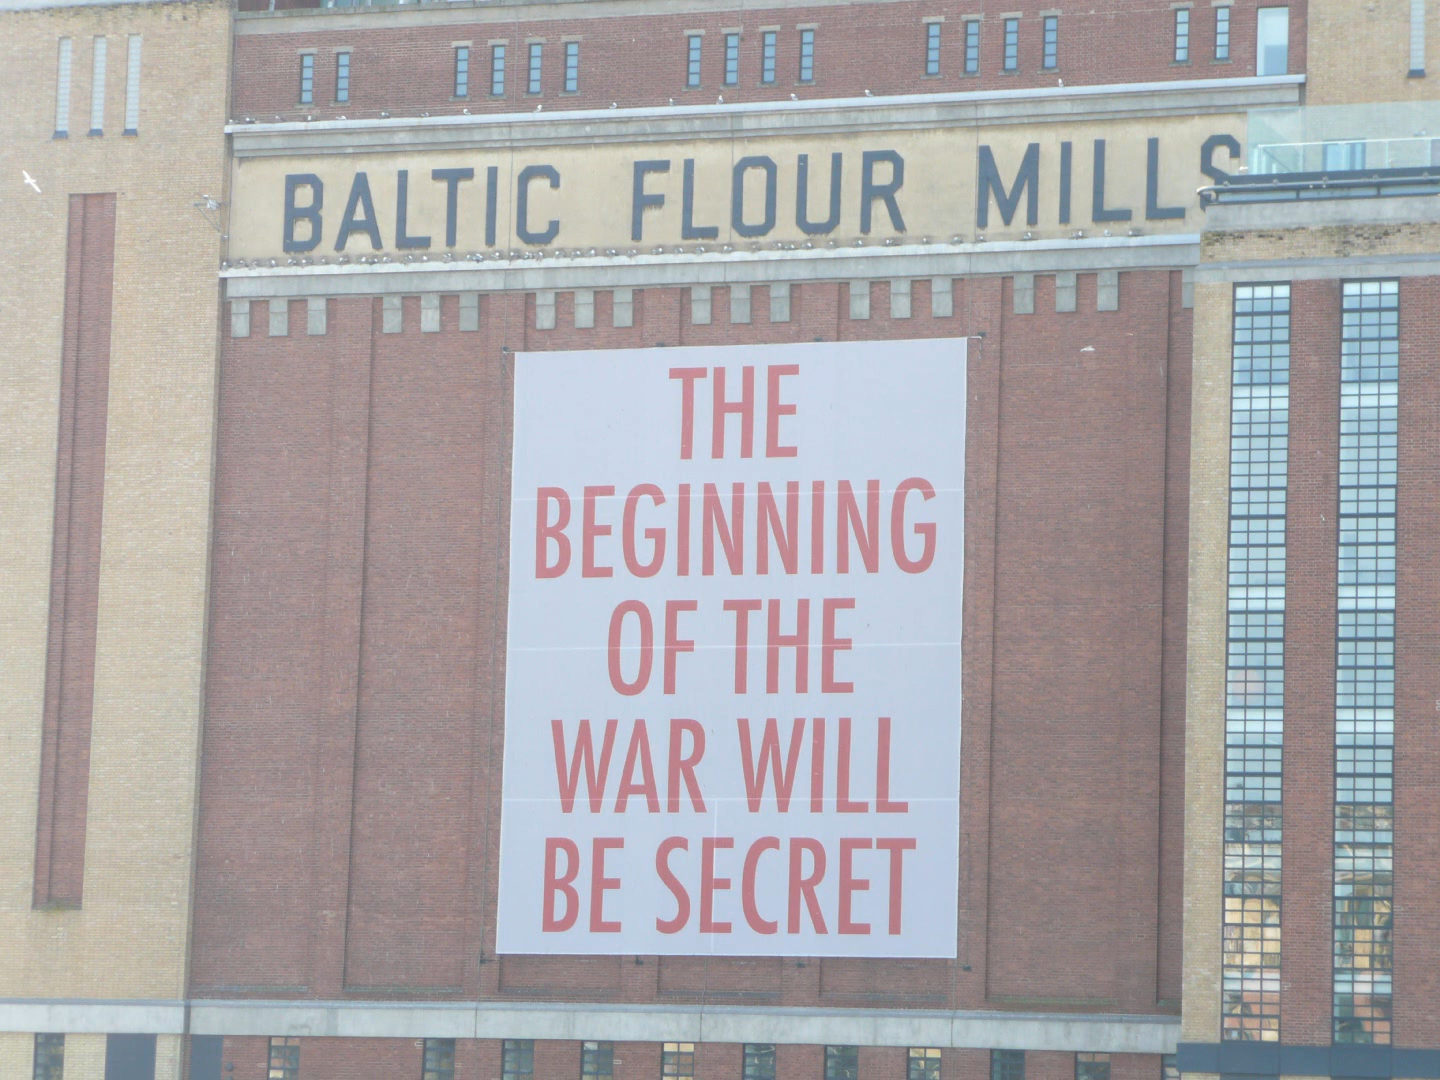 BALTIC FLOUR MILLS
THE
BEGINNING
OF THE
WAR WILL
BE SECRET